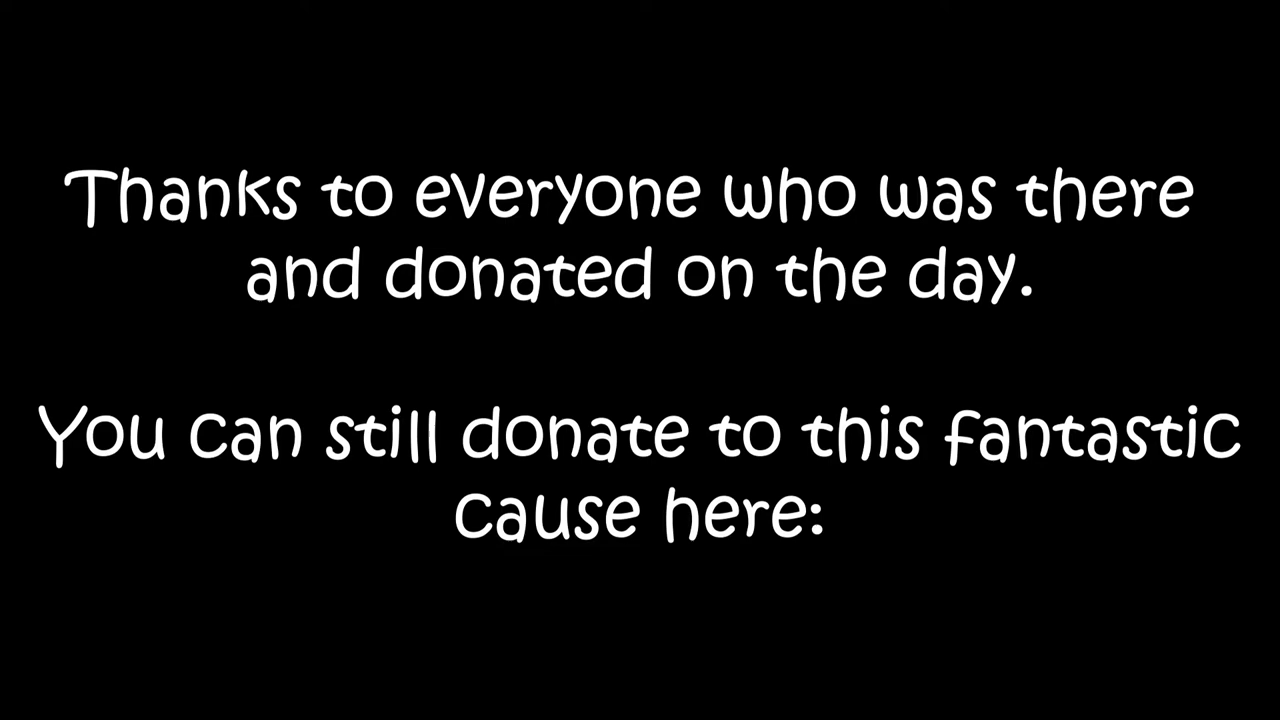 Thanks to everyone who was there
and donated on the day.
You can still donate to this fantastic
cause here: